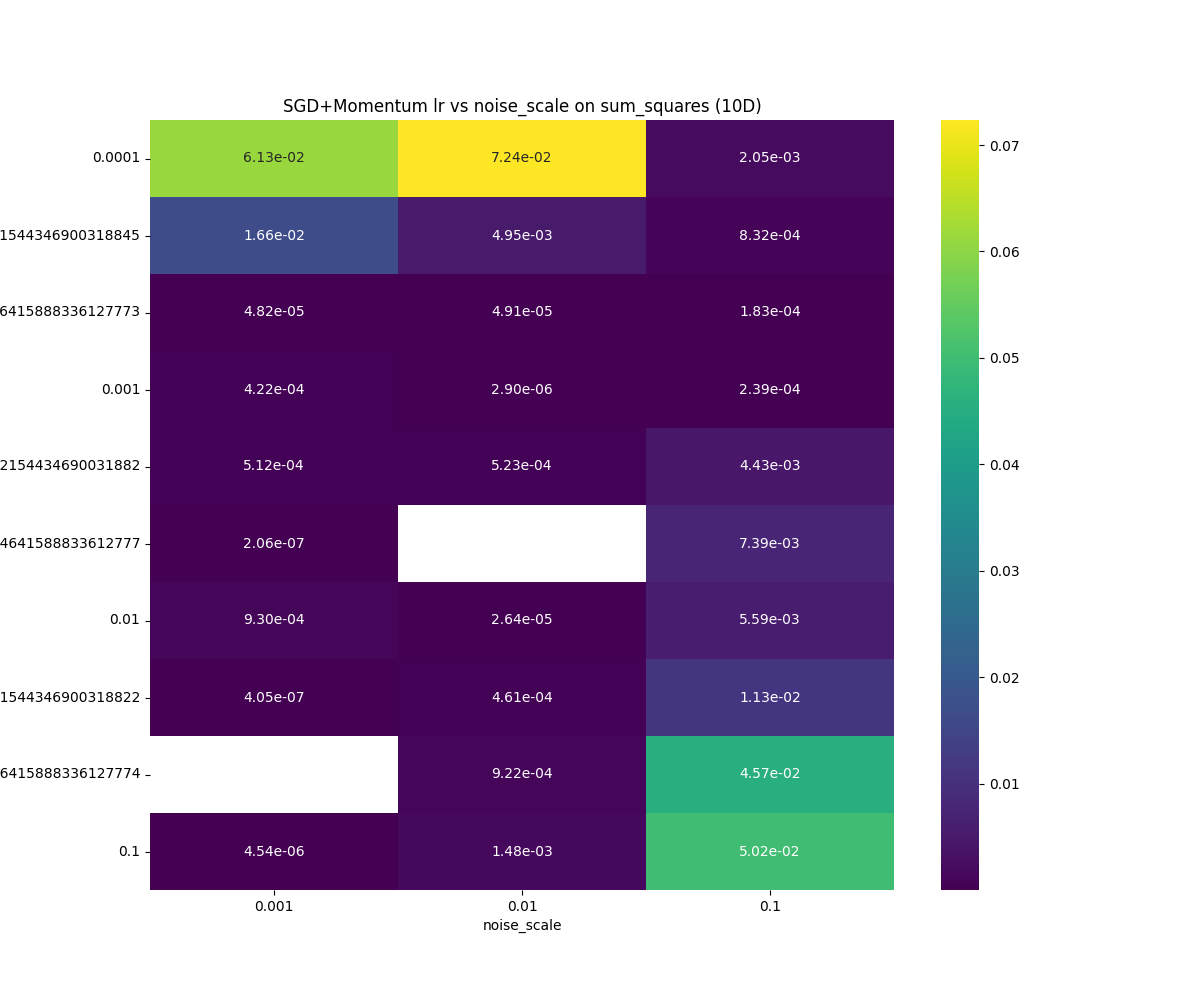 SGD+Momentum lr vs noise_scale on sum_squares (10D)
0.0001 6.13e-02 7.24e-02 2.05e-03
1544346900318845 1.66e-02 4.95e-03 8.32e-04
6415888336127773 4.82e-05 4.91e-05 1.83e-04
0.001 4.22e-04 2.90e-06 2.39e-04
2154434690031882 5.12e-04 5.23e-04 4.43e-03
4641588833612777 2.06e-07 7.39e-03
0.01 9.30e-04 2.64e-05 5.59e-03
1544346900318822 4.05e-07 4.61e-04 1.13e-02
6415888336127774 9.22e-04 4.57e-02
0.1 4.54e-06 1.48e-03 5.02e-02
0.001 0.01 0.1
noise_scale
0.07
0.06
0.05
0.04
0.03
0.02
0.01